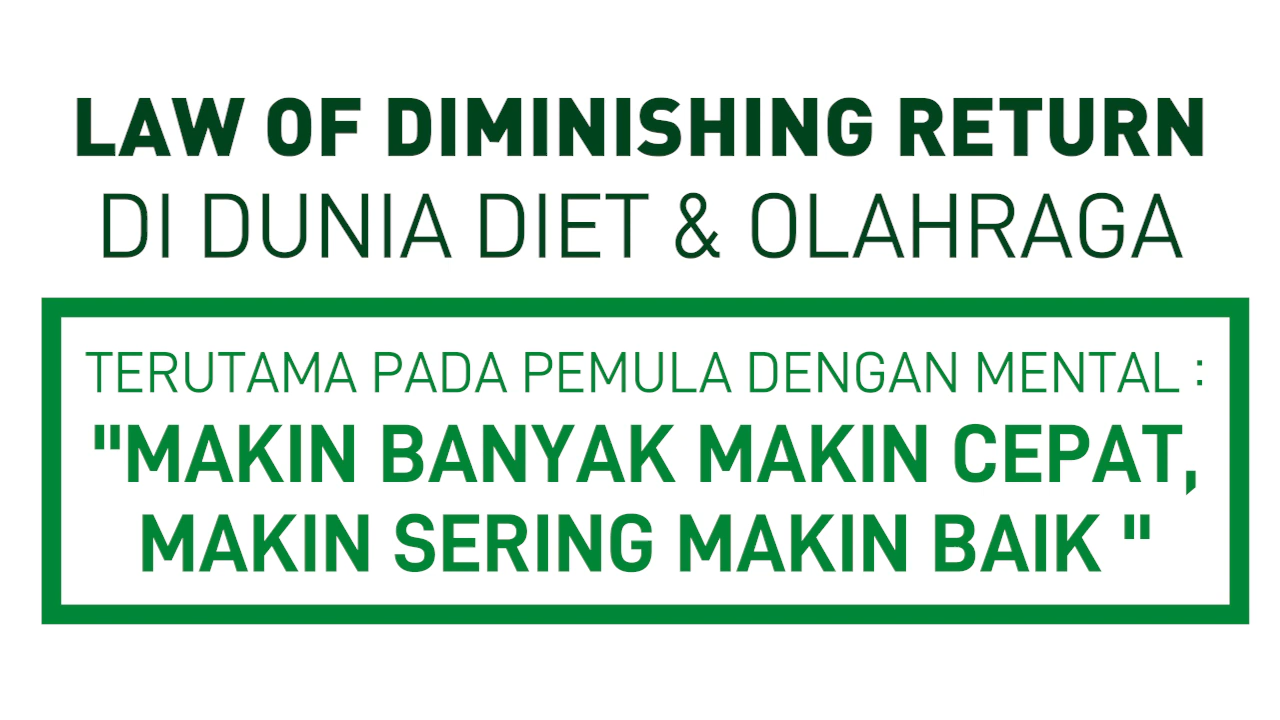 LAW OF DIMINISHING RETURN
DI DUNIA DIET & OLAHRAGA
TERUTAMA PADA PEMULA DENGAN MENTAL :
"MAKIN BANYAK MAKIN CEPAT,
MAKIN SERING MAKIN BAIK "